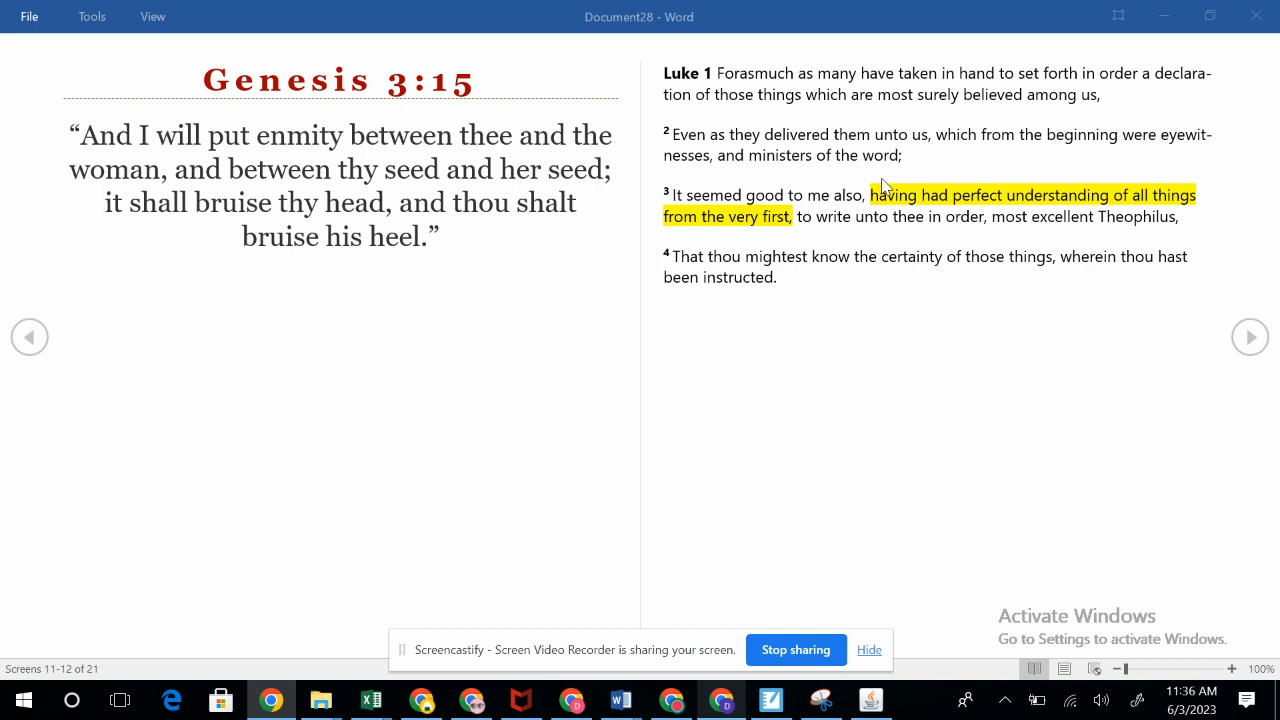 File
Tools
View
Document28 - Word
Genesis 3:15
“And I will put enmity between thee and the
woman, and between thy seed and her seed;
it shall bruise thy head, and thou shalt
bruise his heel.”
Luke 1 Forasmuch as many have taken in hand to set forth in order a declara-
tion of those things which are most surely believed among us,
2 Even as they delivered them unto us, which from the beginning were eyewit-
nesses, and ministers of the word;
3 It seemed good to me also, having had perfect understanding of all things
from the very first, to write unto thee in order, most excellent Theophilus,
4 That thou mightest know the certainty of those things, wherein thou hast
been instructed.
Activate Windows
Go to Settings to activate Windows.
Screencastify - Screen Video Recorder is sharing your screen.
Stop sharing
Hide
Screens 11-12 of 21
100%
11:36 AM
6/3/2023